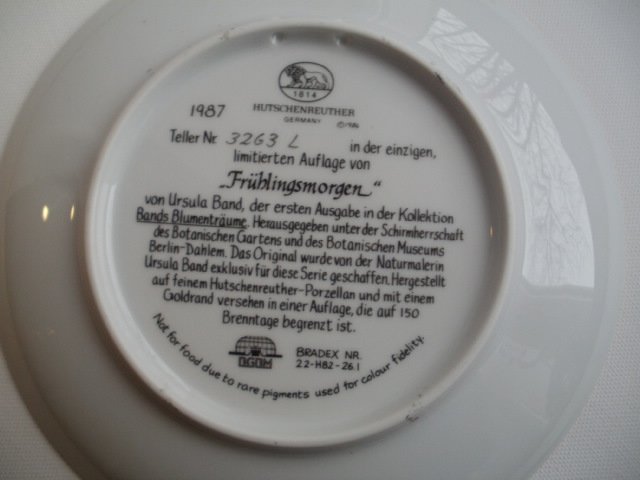 1814
1987
HUTSCHENREUTHER
GERMANY
©1986
Teller Nr. 3263 L in der einzigen,
limitierten Auflage von
„Frühlingsmorgen“
von Ursula Band, der ersten Ausgabe in der Kollektion
Bands Blumenträume. Herausgegeben unter der Schirmherrschaft
des Botanischen Gartens und des Botanischen Museums
Berlin-Dahlem. Das Original wurde von der Naturmalerin
Ursula Band exklusiv für diese Serie geschaffen. Hergestellt
auf feinem Hutschenreuther-Porzellan und mit einem
Goldrand versehen in einer Auflage, die auf 150
Brenntage begrenzt ist.
BRADEX NR.
22-H82-26.1
Not for food due to rare pigments used for colour fidelity.